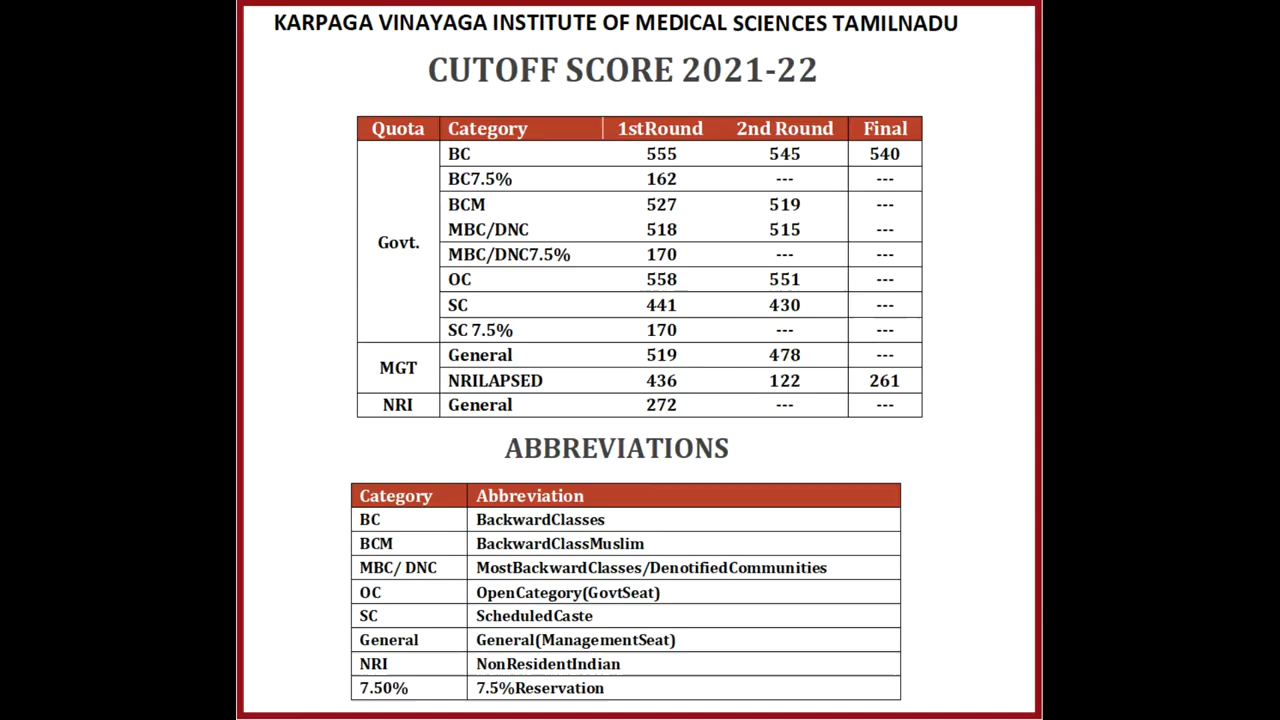 KARPAGA VINAYAGA INSTITUTE OF MEDICAL SCIENCES TAMILNADU
CUTOFF SCORE 2021-22
Quota Category 1stRound 2nd Round Final
BC 555 545 540
BC7.5% 162 --- ---
BCM 527 519 ---
MBC/DNC 518 515 ---
Govt.
MBC/DNC7.5% 170 --- ---
OC 558 551 ---
SC 441 430 ---
SC 7.5% 170 --- ---
General 519 478 ---
MGT
NRILAPSED 436 122 261
NRI General 272 --- ---
ABBREVIATIONS
Category Abbreviation
BC BackwardClasses
BCM BackwardClassMuslim
MBC/ DNC MostBackwardClasses/DenotifiedCommunities
OC OpenCategory(GovtSeat)
SC ScheduledCaste
General General(ManagementSeat)
NRI NonResidentIndian
7.50% 7.5%Reservation